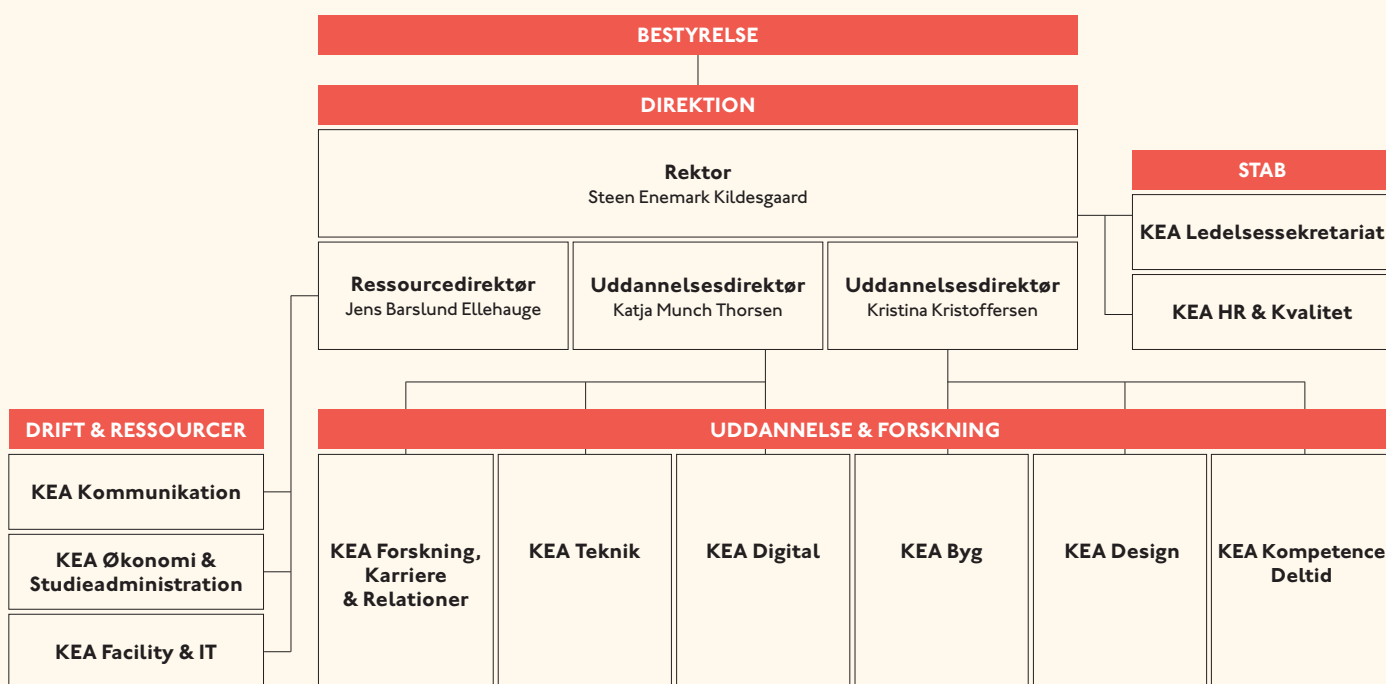 BESTYRELSE
DIREKTION
Rektor
Steen Enemark Kildesgaard
STAB
KEA Ledelsessekretariat
KEA HR & Kvalitet
Ressourcedirektør
Jens Barslund Ellehauge
Uddannelsesdirektør
Katja Munch Thorsen
Uddannelsesdirektør
Kristina Kristoffersen
DRIFT & RESSOURCER
KEA Kommunikation
KEA Økonomi &
Studieadministration
KEA Facility & IT
UDDANNELSE & FORSKNING
KEA Forskning,
Karriere
& Relationer
KEA Teknik
KEA Digital
KEA Byg
KEA Design
KEA Kompetence
Deltid